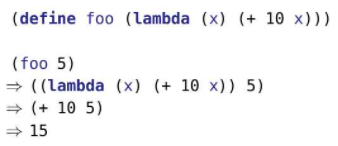 (define foo (lambda (x) (+ 10 x)))
(foo 5)
⇒ ((lambda (x) (+ 10 x)) 5)
⇒ (+ 10 5)
⇒ 15